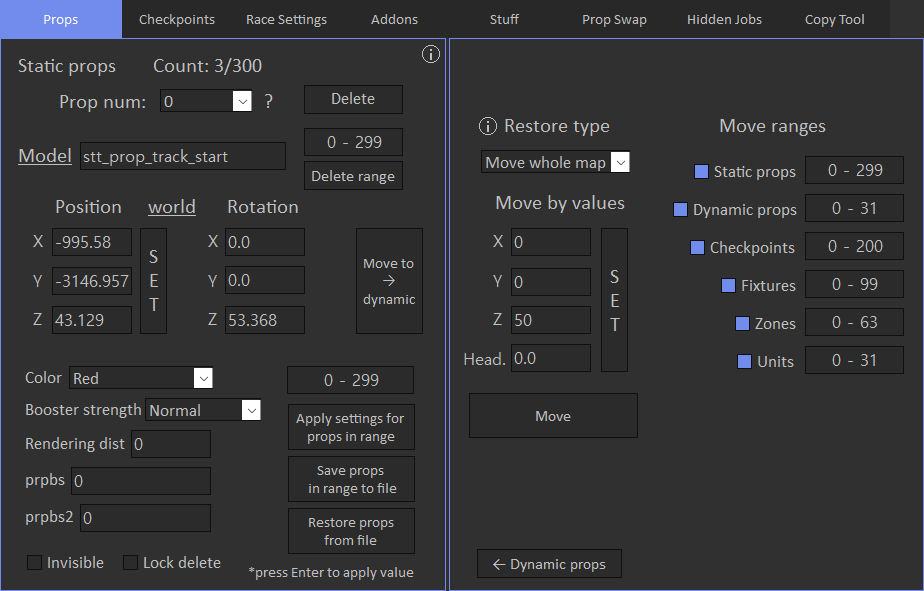 Props Checkpoints Race Settings Addons Stuff Prop Swap Hidden Jobs Copy Tool
Static props Count: 3/300
Prop num: 0 ? Delete
0 - 299
Model stt_prop_track_start
Delete range
Position world Rotation
X -995.58
Y -3146.957
Z 43.129
S
E
T
X 0.0
Y 0.0
Z 53.368
Move to
→
dynamic
Color Red
Booster strength Normal
Rendering dist 0
prpbs 0
prpbs2 0
Invisible Lock delete
0 - 299
Apply settings for
props in range
Save props
in range to file
Restore props
from file
*press Enter to apply value
Restore type
Move whole map
Move by values
X 0
Y 0
Z 50
Head. 0.0
S
E
T
Move
Move ranges
Static props 0 - 299
Dynamic props 0 - 31
Checkpoints 0 - 200
Fixtures 0 - 99
Zones 0 - 63
Units 0 - 31
← Dynamic props